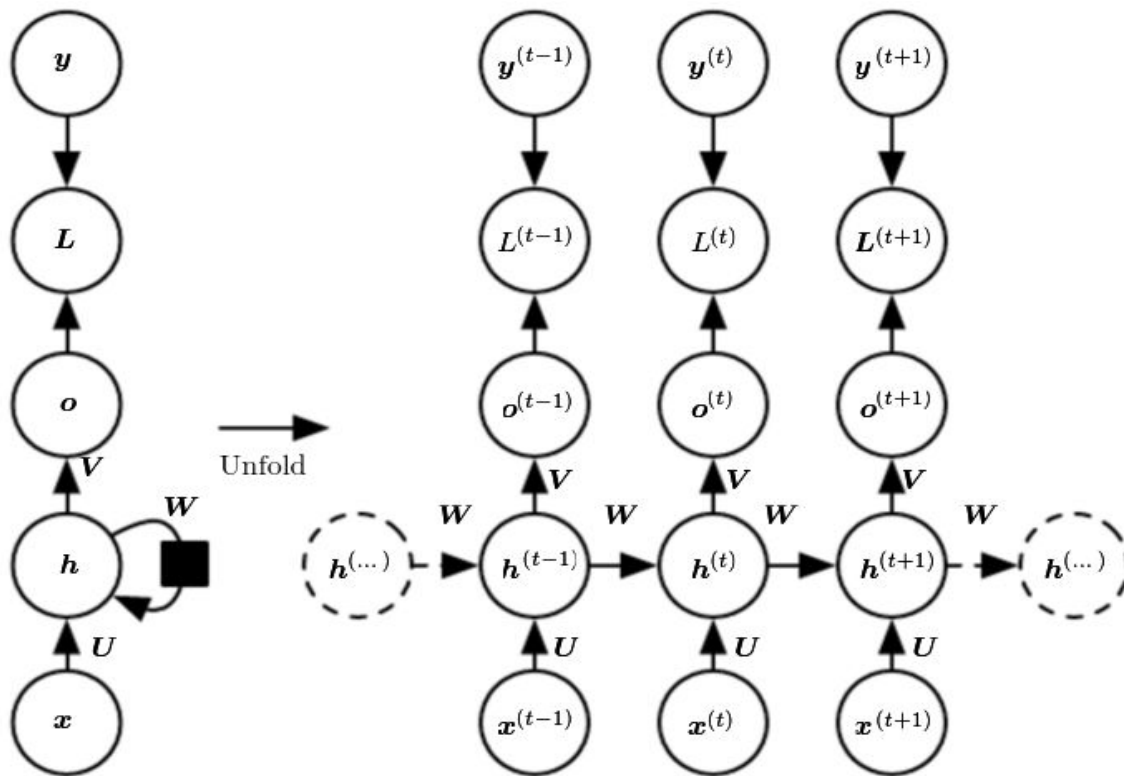 y y^(t−1) y^(t) y^(t+1)
L L^(t−1) L^(t) L^(t+1)
o o^(t−1) o^(t) o^(t+1)
Unfold
V V V V
W W W W W
h h^(...) h^(t−1) h^(t) h^(t+1) h^(...)
U U U U
x x^(t−1) x^(t) x^(t+1)